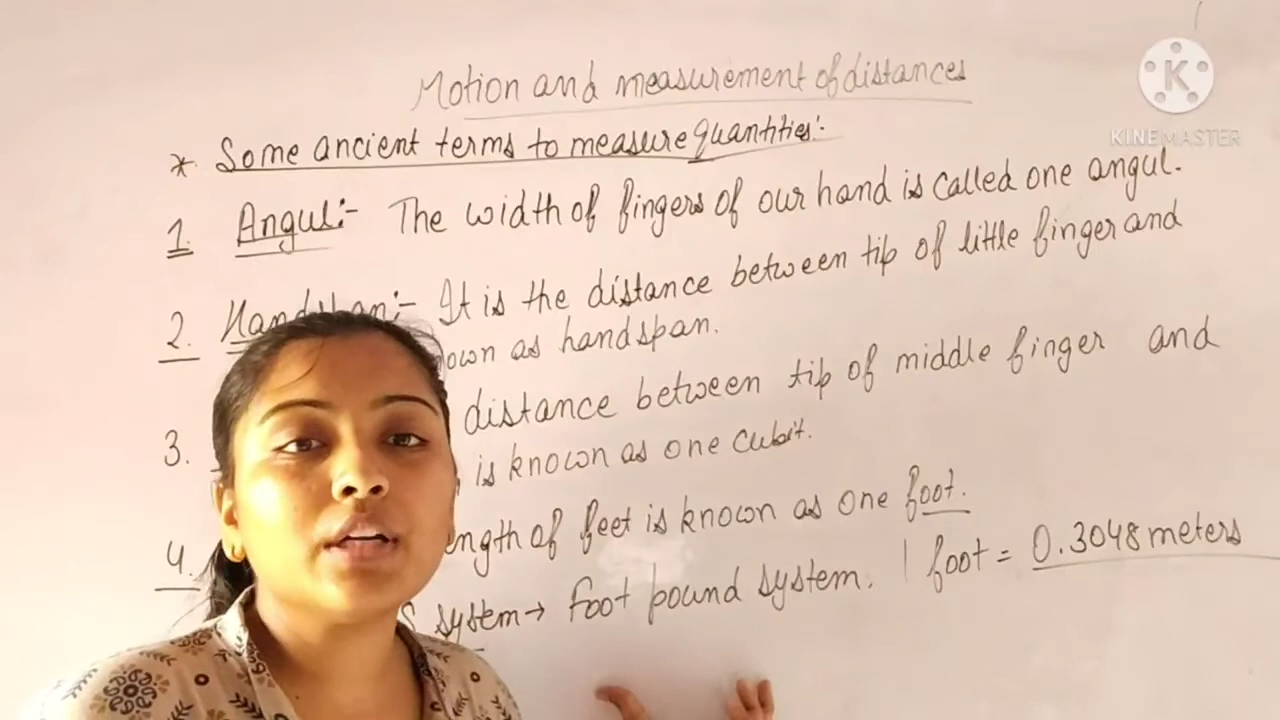 Motion and measurement of distances
* Some ancient terms to measure quantities:-
1. Angul:- The width of fingers of our hand is called one angul.
2. Handspan:- It is the distance between tip of little finger and
as handspan.
3. distance between tip of middle finger and
is known as one cubit.
4. of feet is known as one foot.
system → foot pound system. 1 foot = 0.3048 meters
K
KINEMASTER